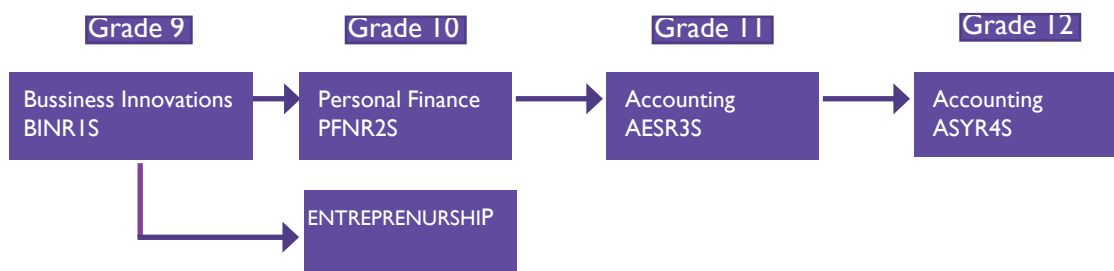 Grade 9
Grade 10
Grade 11
Grade 12
Bussiness Innovations
BINR1S
Personal Finance
PFNR2S
Accounting
AESR3S
Accounting
ASYR4S
ENTREPRENURSHIP